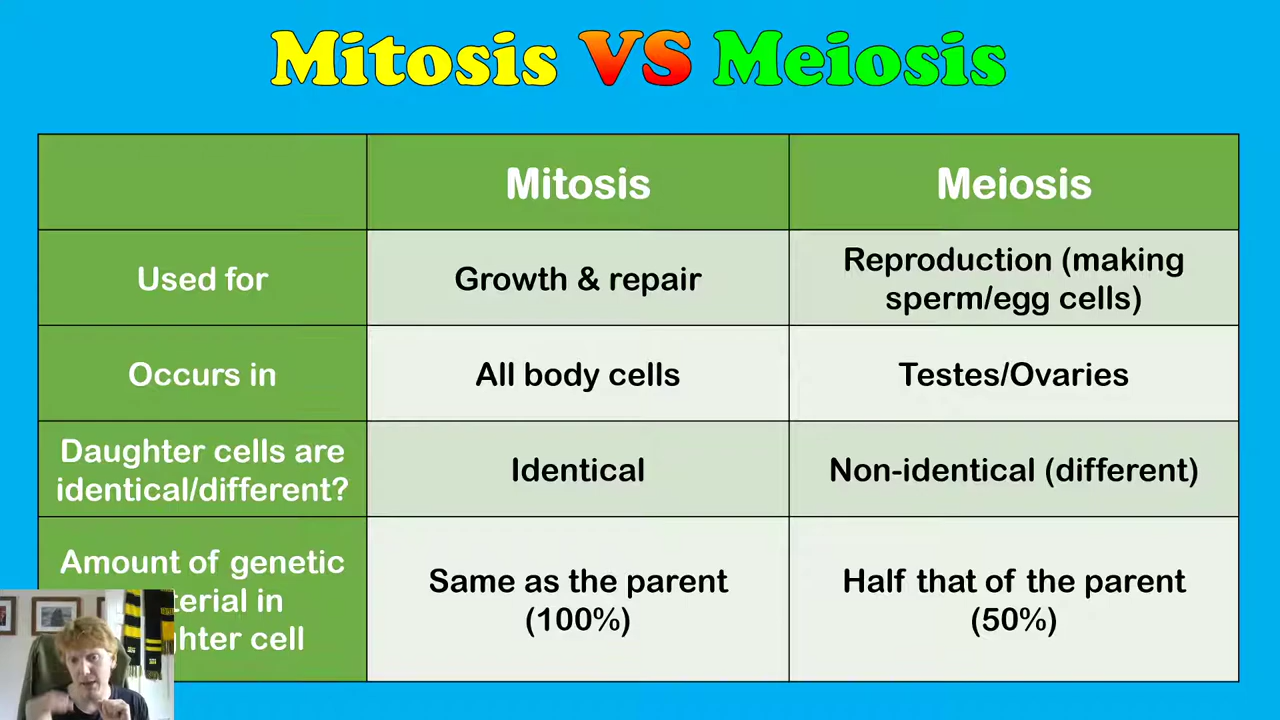 Mitosis VS Meiosis
Mitosis
Meiosis
Used for
Growth & repair
Reproduction (making
sperm/egg cells)
Occurs in
All body cells
Testes/Ovaries
Daughter cells are
identical/different?
Identical
Non-identical (different)
Amount of genetic
terial in
ghter cell
Same as the parent
(100%)
Half that of the parent
(50%)